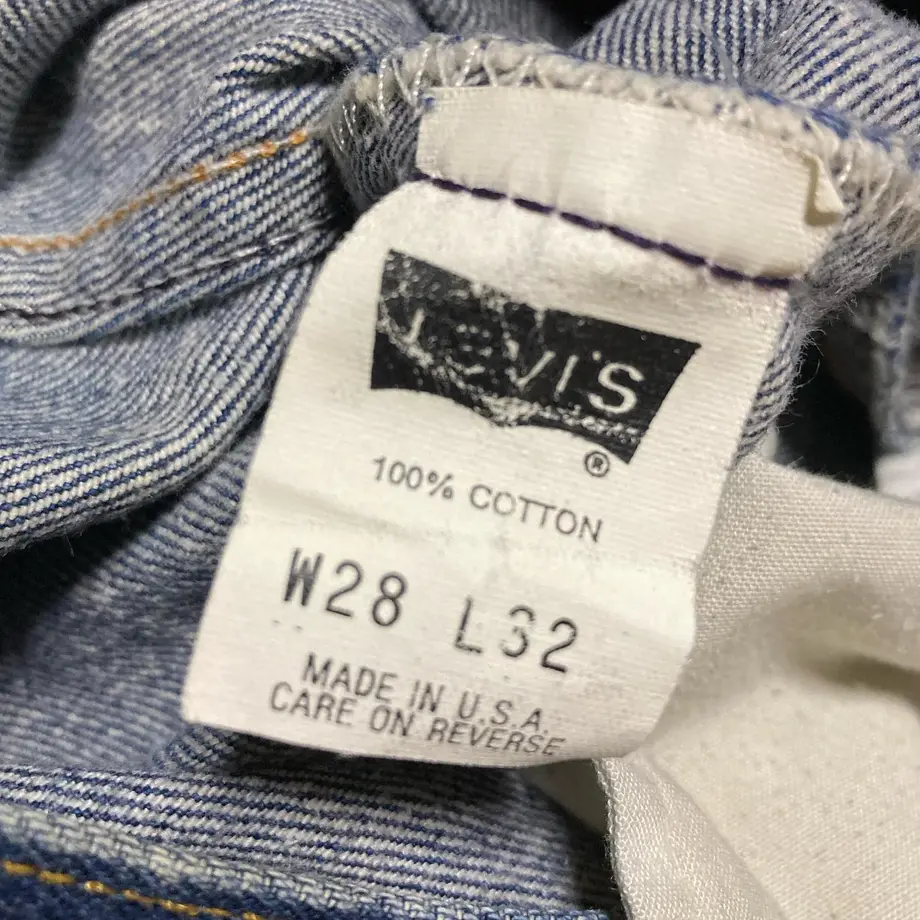 LEVI'S
®
100% COTTON
W28 L32
MADE IN U.S.A.
CARE ON REVERSE